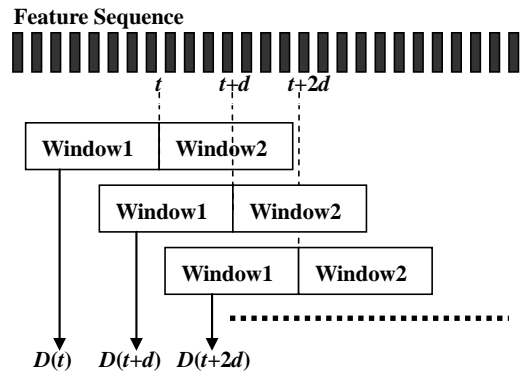 Feature Sequence
t t+d t+2d
Window1 Window2
Window1 Window2
Window1 Window2
D(t) D(t+d) D(t+2d)